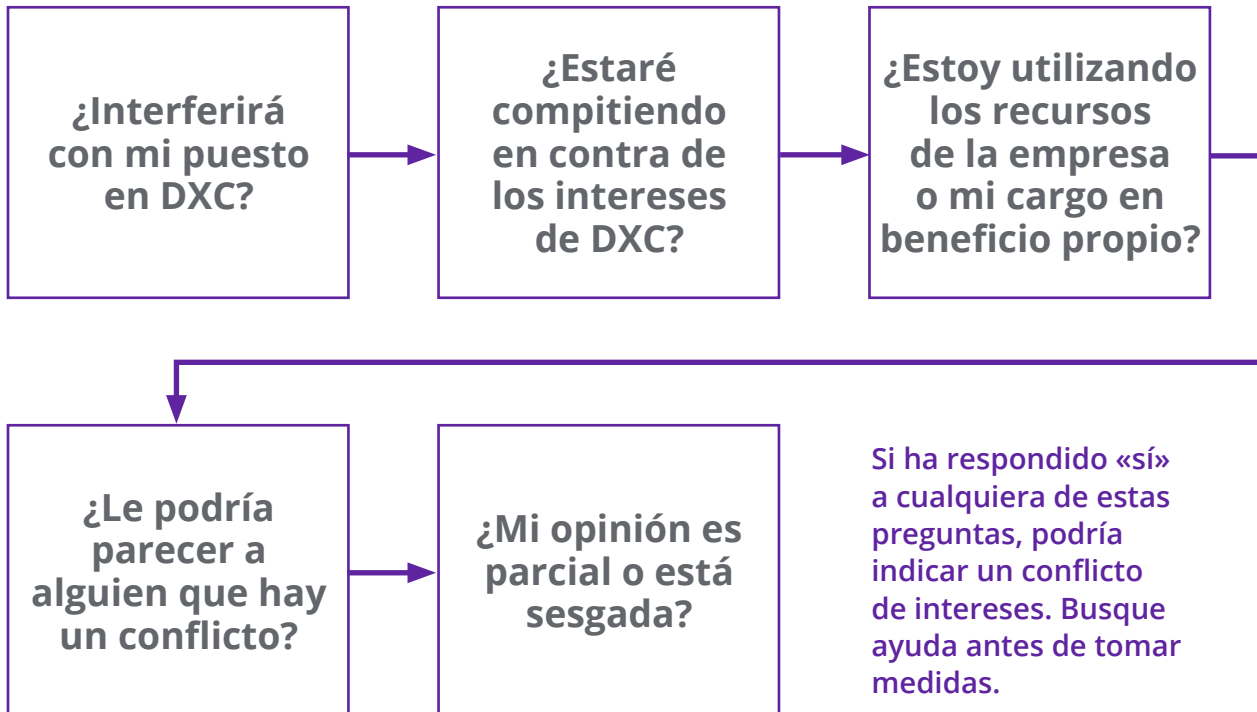 ¿Interferirá
con mi puesto
en DXC?
¿Estaré
compitiendo
en contra de
los intereses
de DXC?
¿Estoy utilizando
los recursos
de la empresa
o mi cargo en
beneficio propio?
¿Le podría
parecer a
alguien que hay
un conflicto?
¿Mi opinión es
parcial o está
sesgada?
Si ha respondido «sí»
a cualquiera de estas
preguntas, podría
indicar un conflicto
de intereses. Busque
ayuda antes de tomar
medidas.